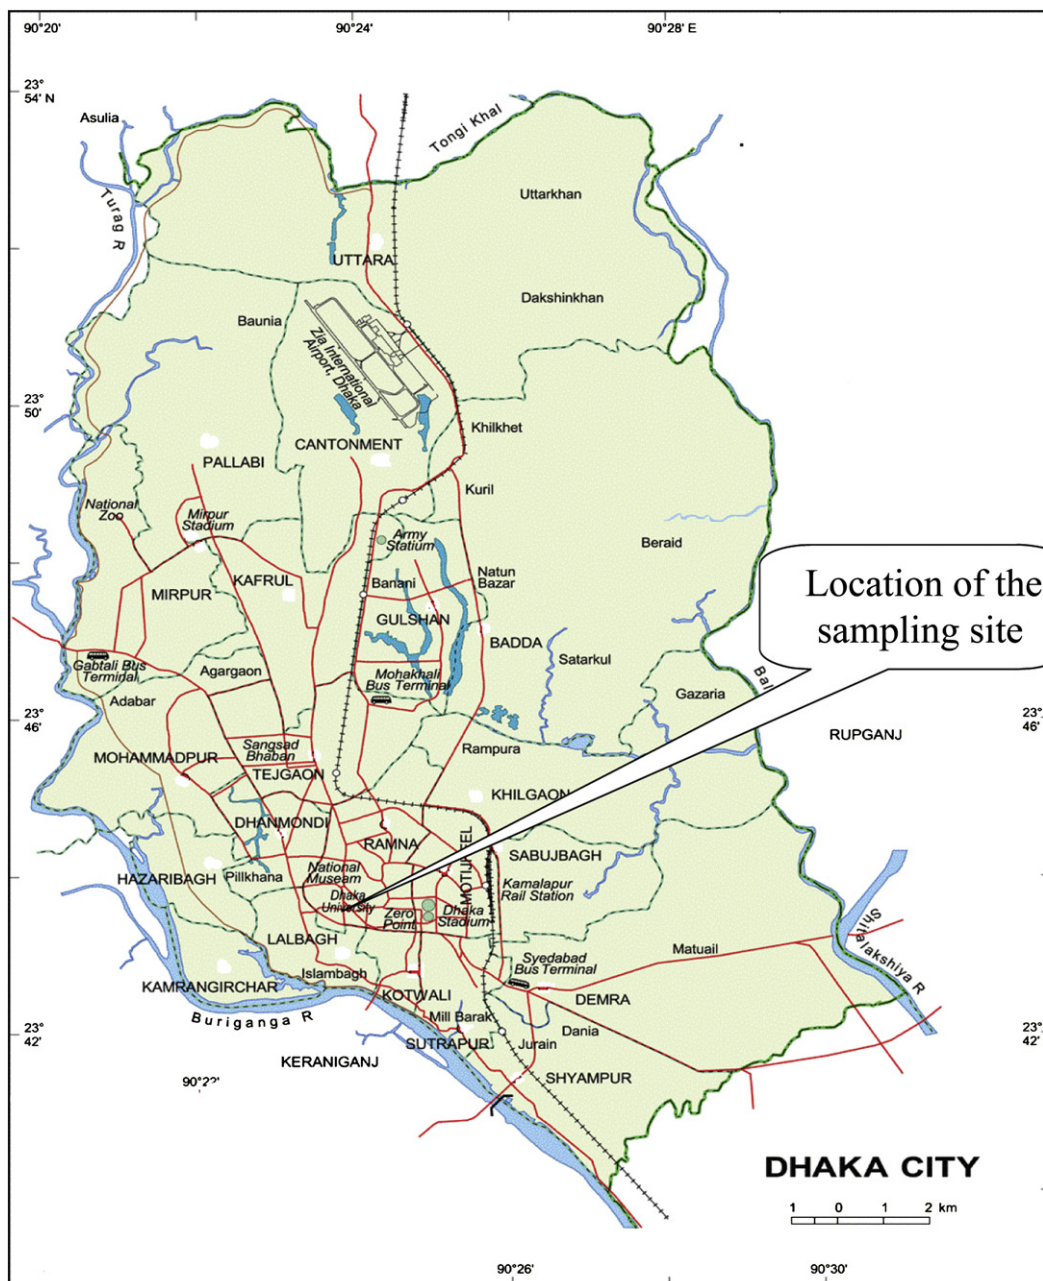 90°20'
90°24'
90°28' E
23°
54' N
Asulia
Tongi Khal
Turag R
Uttarkhan
UTTARA
Dakshinkhan
Baunia
Zia International
Airport, Dhaka
23°
50'
Khilkhet
CANTONMENT
PALLABI
Kuril
National
Zoo
Mirpur
Stadium
Army
Statium
Beraid
Natun
Bazar
Banani
KAFRUL
MIRPUR
GULSHAN
Location of the
sampling site
BADDA
Satarkul
Gabtali Bus
Terminal
Agargaon
Mohakhali
Bus Terminal
Adabar
Gazaria
Bal
23°
46'
23°
46'
RUPGANJ
Sangsad
Bhaban
Rampura
MOHAMMADPUR
TEJGAON
KHILGAON
DHANMONDI
RAMNA
MOTIJHEEL
SABUJBAGH
National
Museam
HAZARIBAGH
Pillkhana
Kamalapur
Rail Station
Dhaka
University
Zero
Point
Dhaka
Stadium
LALBAGH
Matuail
Shitalakshiya R
Islambagh
Syedabad
Bus Terminal
KAMRANGIRCHAR
KOTWALI
DEMRA
Buriganga R
Mill Barak
Dania
23°
42'
23°
42'
SUTRAPUR
Jurain
KERANIGANJ
SHYAMPUR
DHAKA CITY
1 0 1 2 km
90°26'
90°30'